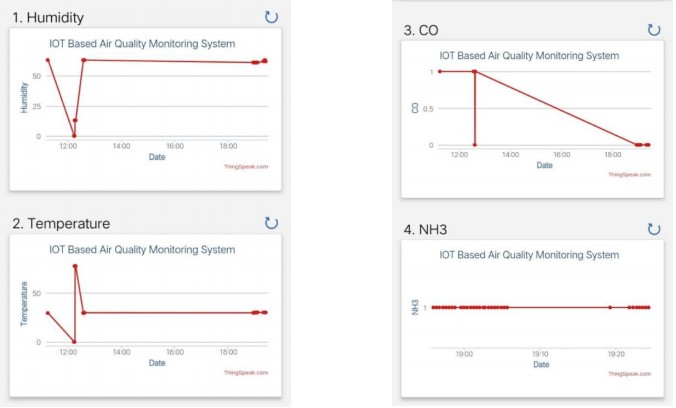 1. Humidity
IOT Based Air Quality Monitoring System
Humidity
50
25
0
12:00 14:00 16:00 18:00
Date
ThingSpeak.com
2. Temperature
IOT Based Air Quality Monitoring System
Temperature
50
0
12:00 14:00 16:00 18:00
Date
ThingSpeak.com
3. CO
IOT Based Air Quality Monitoring System
CO
1
0.5
0
12:00 14:00 16:00 18:00
Date
ThingSpeak.com
4. NH3
IOT Based Air Quality Monitoring System
NH3
1
19:00 19:10 19:20
Date
ThingSpeak.com